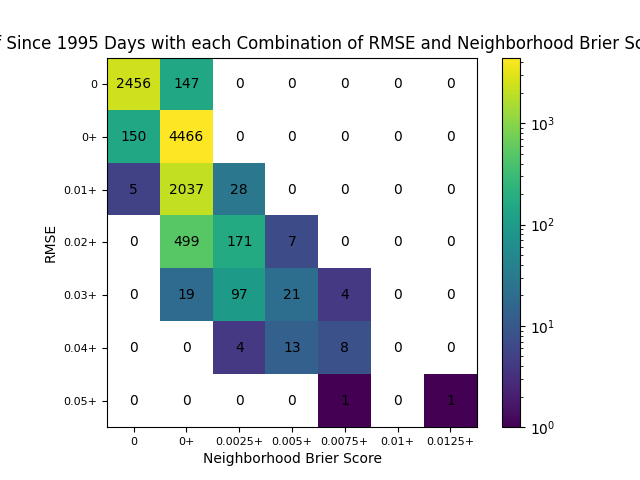 Since 1995 Days with each Combination of RMSE and Neighborhood Brier
0 2456 147 0 0 0 0 0
0+ 150 4466 0 0 0 0 0
0.01+ 5 2037 28 0 0 0 0
0.02+ 0 499 171 7 0 0 0
0.03+ 0 19 97 21 4 0 0
0.04+ 0 0 4 13 8 0 0
0.05+ 0 0 0 0 1 0 1
0 0+ 0.0025+ 0.005+ 0.0075+ 0.01+ 0.0125+
Neighborhood Brier Score
RMSE
10³
10²
10¹
10⁰